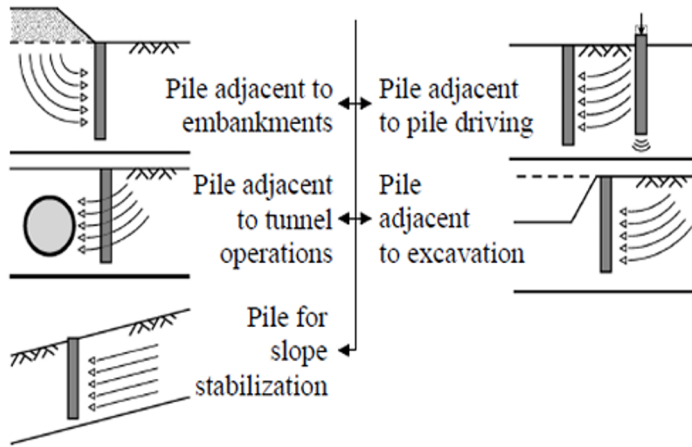 Pile adjacent to
embankments
Pile adjacent
to pile driving
Pile adjacent
to tunnel
operations
Pile
adjacent
to excavation
Pile for
slope
stabilization